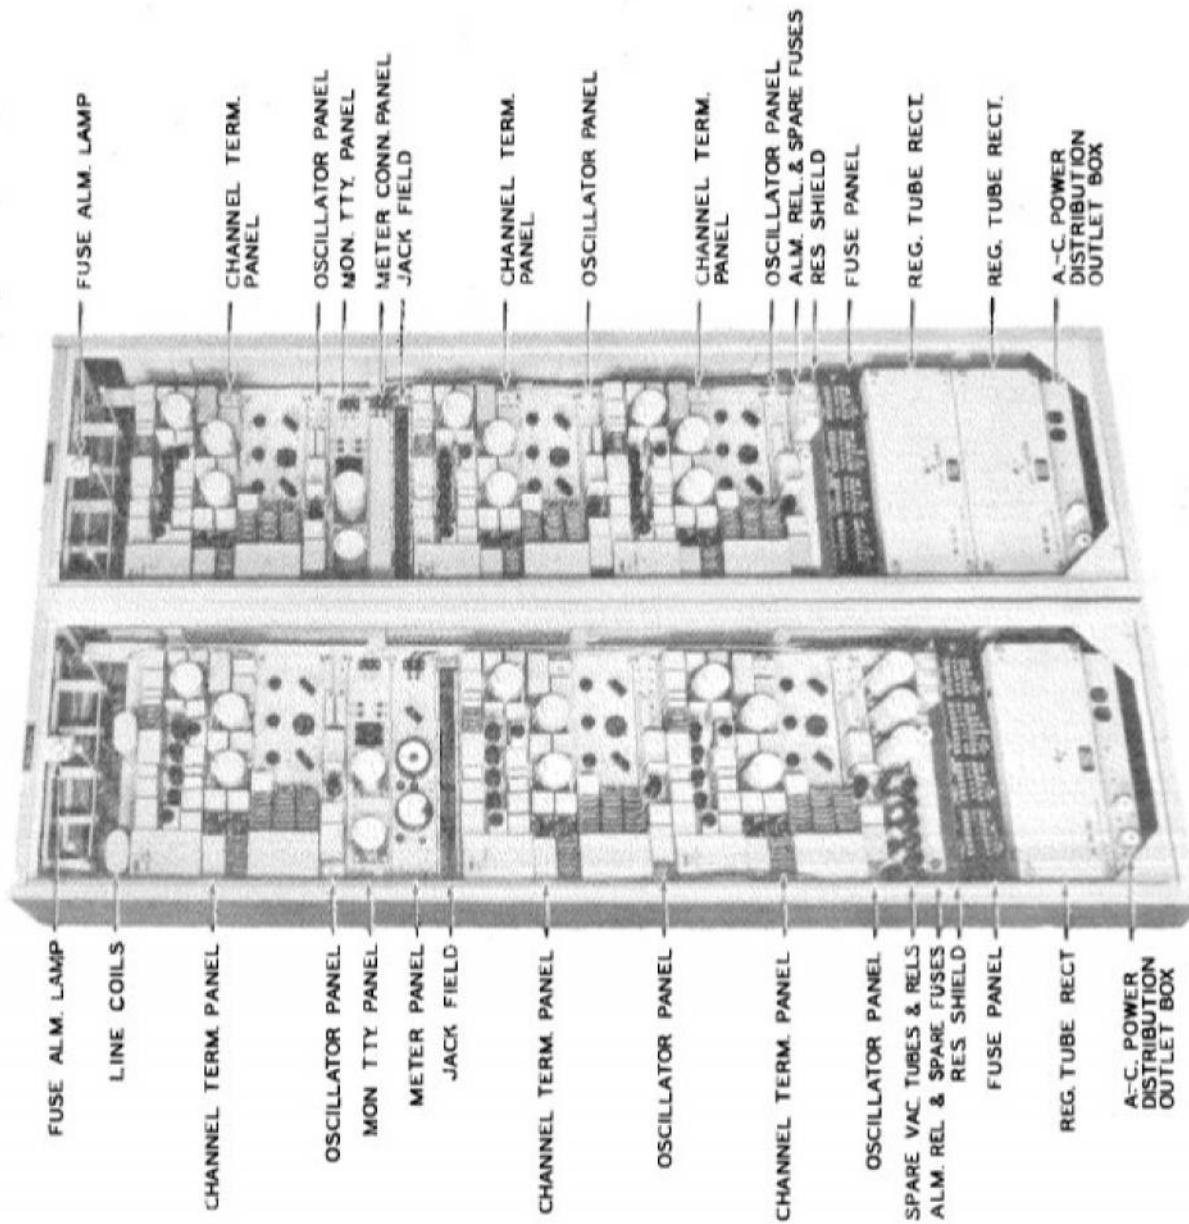 FUSE ALM. LAMP
CHANNEL TERM.
PANEL
OSCILLATOR PANEL
MON. TTY. PANEL
METER CONN. PANEL
JACK FIELD
CHANNEL TERM.
PANEL
OSCILLATOR PANEL
CHANNEL TERM.
PANEL
OSCILLATOR PANEL
ALM. REL. & SPARE FUSES
RES SHIELD
FUSE PANEL
REG. TUBE RECT.
REG. TUBE RECT.
A.-C. POWER
DISTRIBUTION
OUTLET BOX
FUSE ALM. LAMP
LINE COILS
CHANNEL TERM. PANEL
OSCILLATOR PANEL
MON TTY PANEL
METER PANEL
JACK FIELD
CHANNEL TERM. PANEL
OSCILLATOR PANEL
CHANNEL TERM. PANEL
OSCILLATOR PANEL
SPARE VAC TUBES & RELS
ALM. REL & SPARE FUSES
RES. SHIELD
FUSE PANEL
REG. TUBE RECT
A.-C. POWER
DISTRIBUTION
OUTLET BOX